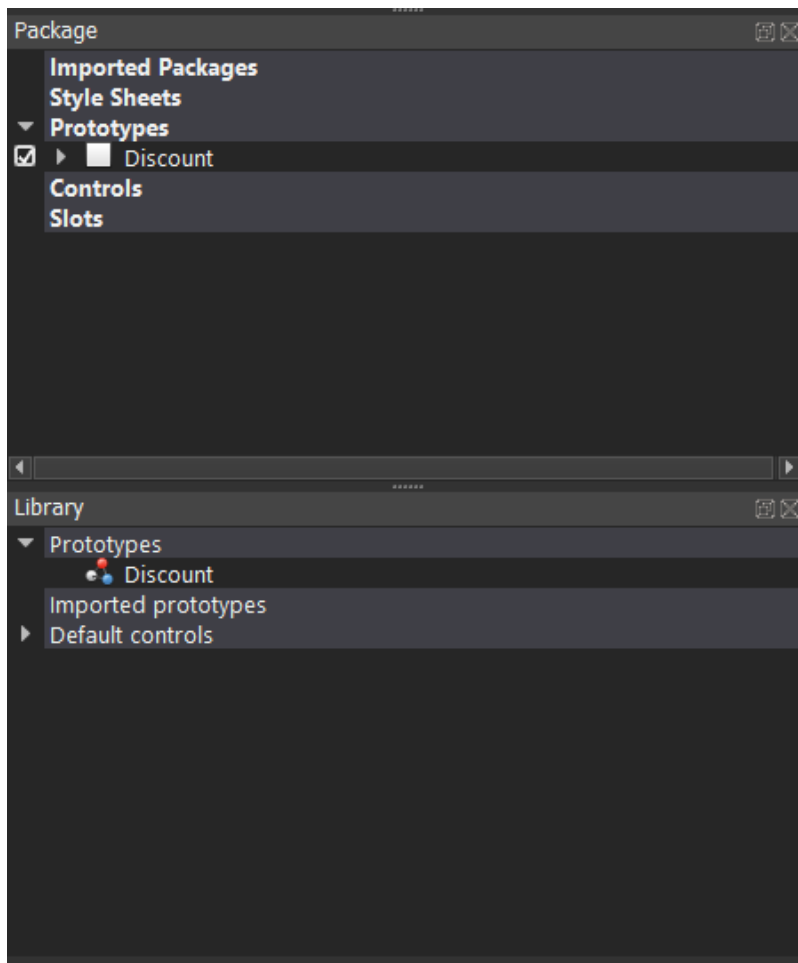 Package
Imported Packages
Style Sheets
Prototypes
Discount
Controls
Slots
Library
Prototypes
Discount
Imported prototypes
Default controls